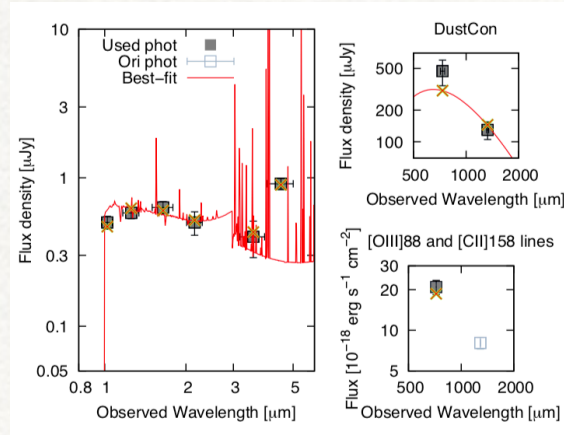 10
3
1
0.3
0.1
0.05
Flux density [μJy]
Used phot
Ori phot
Best-fit
0.8 1 2 3 5
Observed Wavelength [μm]
DustCon
500
200
100
Flux density [μJy]
500 1000 2000
Observed Wavelength [μm]
[OIII]88 and [CII]158 lines
30
20
10
5
Flux [10⁻¹⁸ erg s⁻¹ cm⁻²]
500 1000 2000
Observed Wavelength [μm]